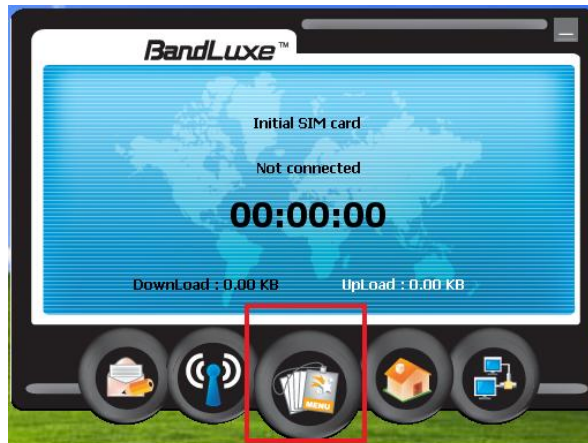 BandLuxe™
Initial SIM card
Not connected
00:00:00
DownLoad : 0.00 KB UpLoad : 0.00 KB
MENU